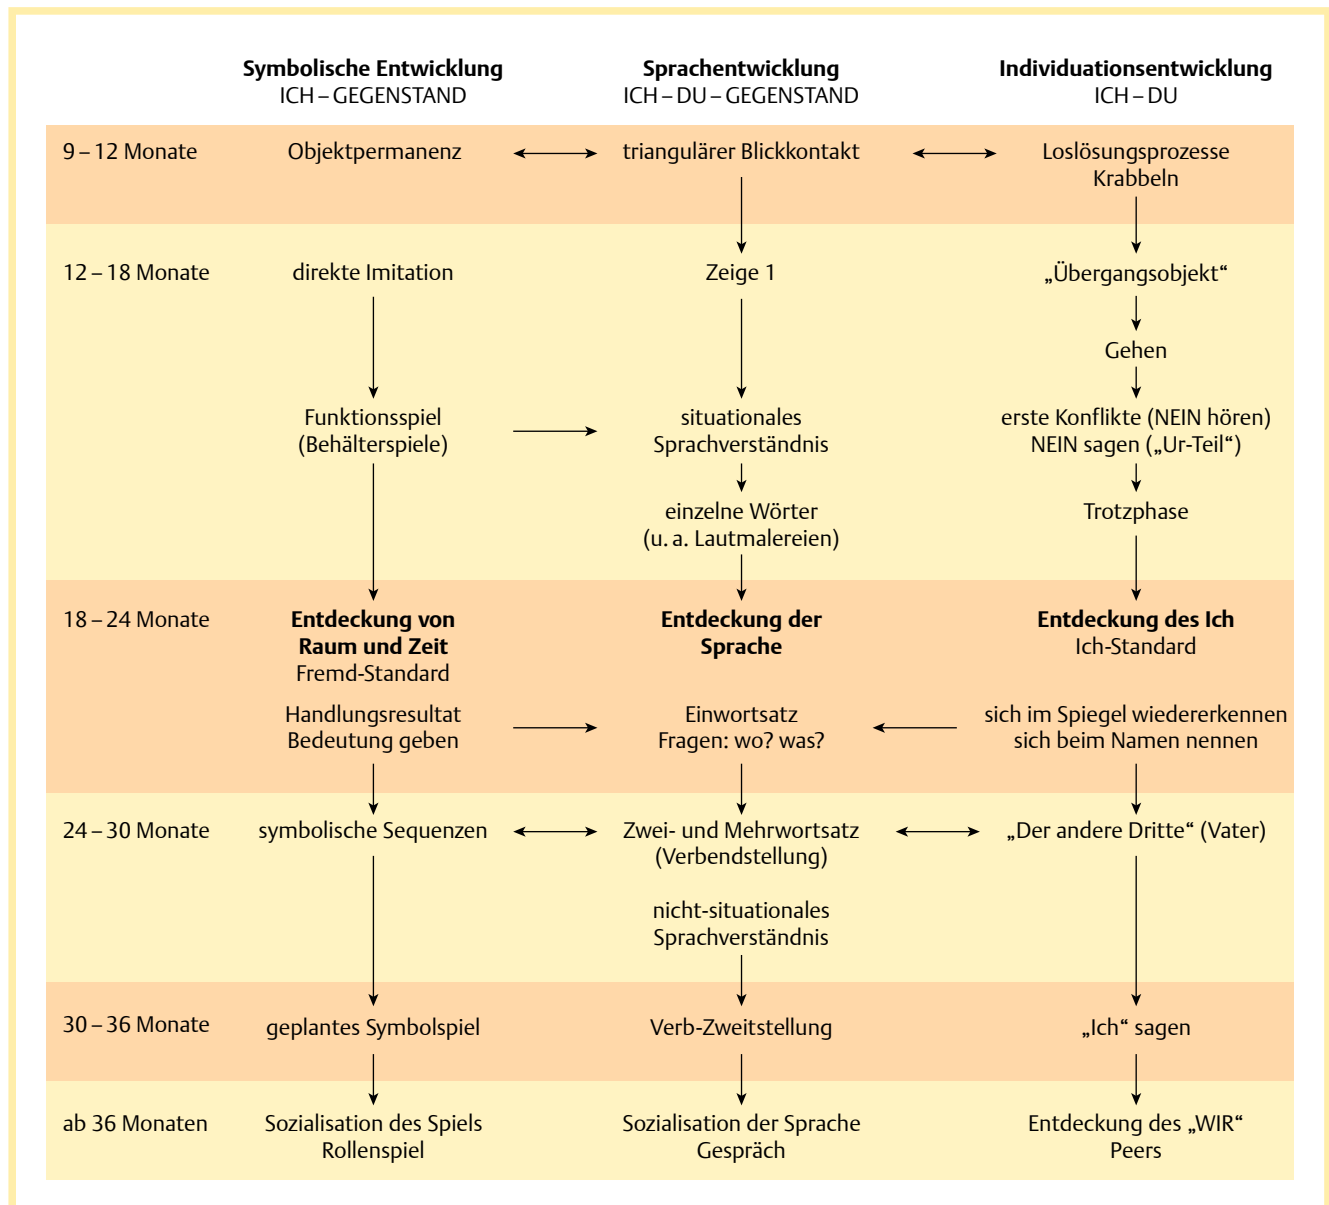 Symbolische Entwicklung Sprachentwicklung Individuationsentwicklung
ICH – GEGENSTAND ICH – DU – GEGENSTAND ICH – DU
9 – 12 Monate Objektpermanenz triangulärer Blickkontakt Loslösungsprozesse
Krabbeln
12 – 18 Monate direkte Imitation Zeige 1 „Übergangsobjekt“
Gehen
Funktionsspiel situationales erste Konflikte (NEIN hören)
(Behälterspiele) Sprachverständnis NEIN sagen („Ur-Teil“)
einzelne Wörter Trotzphase
(u. a. Lautmalereien)
18 – 24 Monate Entdeckung von Entdeckung der Entdeckung des Ich
Raum und Zeit Sprache Ich-Standard
Fremd-Standard
Handlungsresultat Einwortsatz sich im Spiegel wiedererkennen
Bedeutung geben Fragen: wo? was? sich beim Namen nennen
24 – 30 Monate symbolische Sequenzen Zwei- und Mehrwortsatz „Der andere Dritte“ (Vater)
(Verbendstellung)
nicht-situationales
Sprachverständnis
30 – 36 Monate geplantes Symbolspiel Verb-Zweitstellung „Ich“ sagen
ab 36 Monaten Sozialisation des Spiels Sozialisation der Sprache Entdeckung des „WIR“
Rollenspiel Gespräch Peers